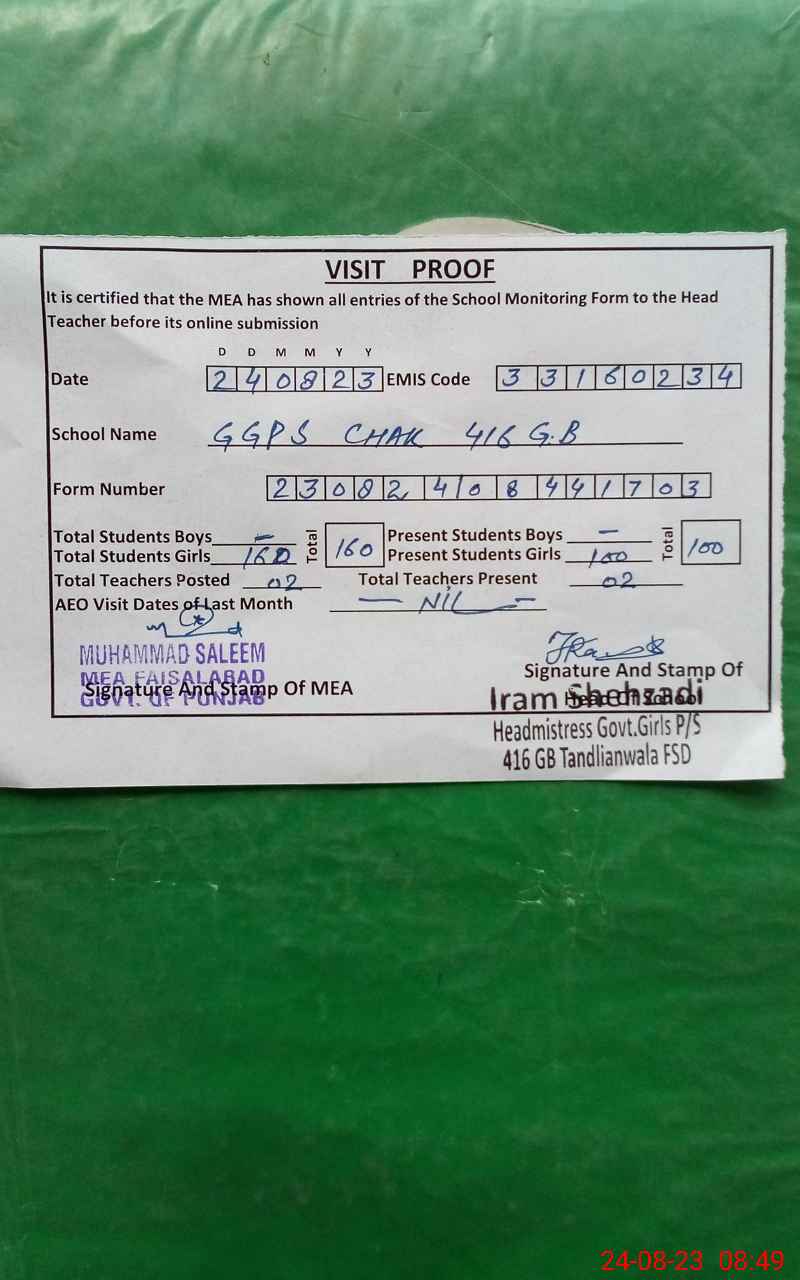 VISIT PROOF
It is certified that the MEA has shown all entries of the School Monitoring Form to the Head
Teacher before its online submission
D D M M Y Y
Date 2 4 0 8 2 3 EMIS Code 3 3 1 6 0 2 3 4
School Name GGPS CHAK 416 G.B
Form Number 2 3 0 8 2 4 0 8 4 4 1 7 0 3
Total Students Boys - Total 160 Present Students Boys - Total 100
Total Students Girls 160 Present Students Girls 100
Total Teachers Posted 02 Total Teachers Present 02
AEO Visit Dates of Last Month — NIL —
MUHAMMAD SALEEM
MEA FAISALABAD
GOVT. OF PUNJAB
Signature And Stamp Of MEA
Signature And Stamp Of
Head Of School
Iram Shehzadi
Headmistress Govt.Girls P/S
416 GB Tandlianwala FSD
24-08-23 08:49